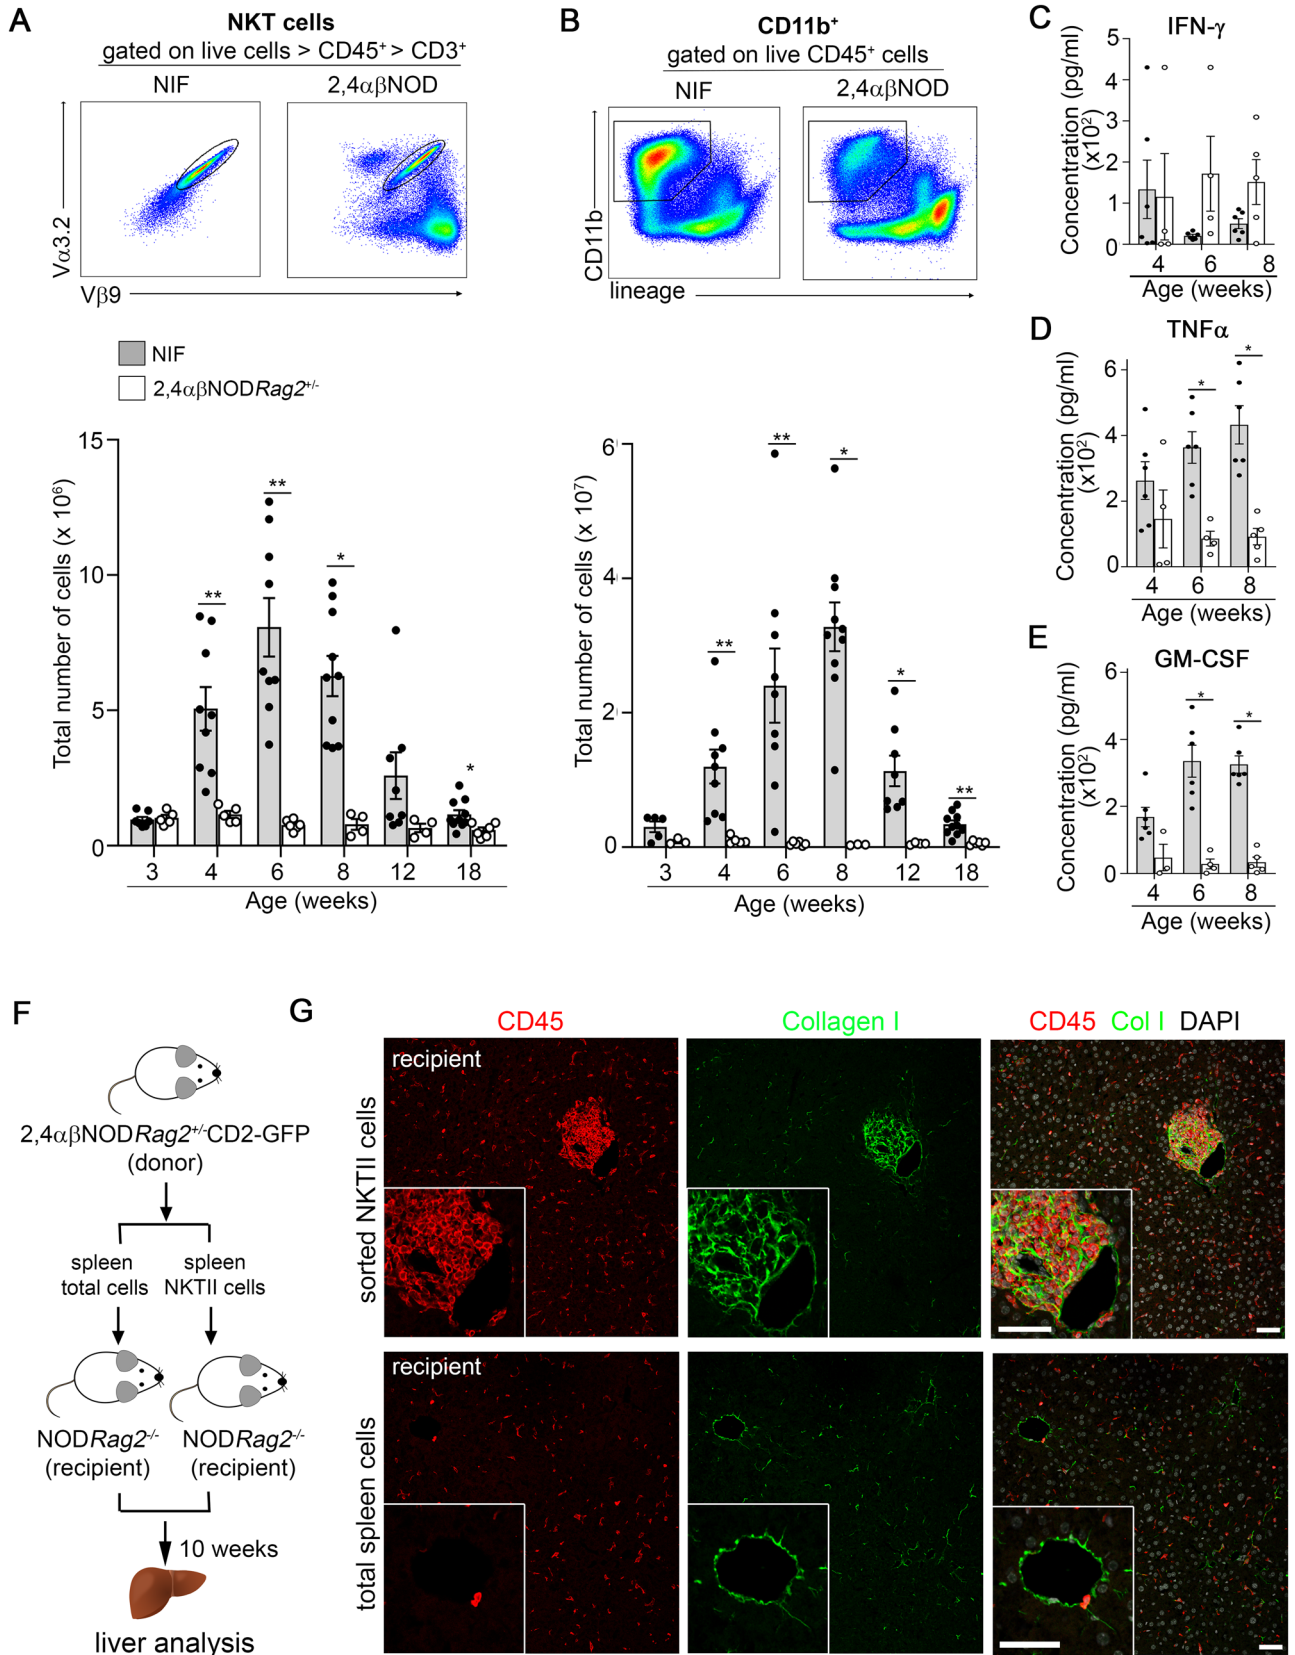 A
NKT cells
gated on live cells > CD45⁺ > CD3⁺
NIF
2,4αβNOD
Vα3.2
Vβ9
NIF
2,4αβNODRag2⁺/⁻
Total number of cells (x 10⁶)
15
10
5
0
**
**
*
*
3 4 6 8 12 18
Age (weeks)
B
CD11b⁺
gated on live CD45⁺ cells
NIF
2,4αβNOD
CD11b
lineage
Total number of cells (x 10⁷)
6
4
2
0
**
**
*
*
**
3 4 6 8 12 18
Age (weeks)
C
IFN-γ
Concentration (pg/ml)
(x10²)
5
4
3
2
1
0
4 6 8
Age (weeks)
D
TNFα
Concentration (pg/ml)
(x10²)
6
4
2
0
*
*
4 6 8
Age (weeks)
E
GM-CSF
Concentration (pg/ml)
(x10²)
6
4
2
0
*
*
4 6 8
Age (weeks)
F
2,4αβNODRag2⁺/⁻CD2-GFP
(donor)
spleen
total cells
spleen
NKTII cells
NODRag2⁻/⁻
(recipient)
NODRag2⁻/⁻
(recipient)
10 weeks
liver analysis
G
CD45
Collagen I
CD45 Col I DAPI
sorted NKTII cells
recipient
total spleen cells
recipient